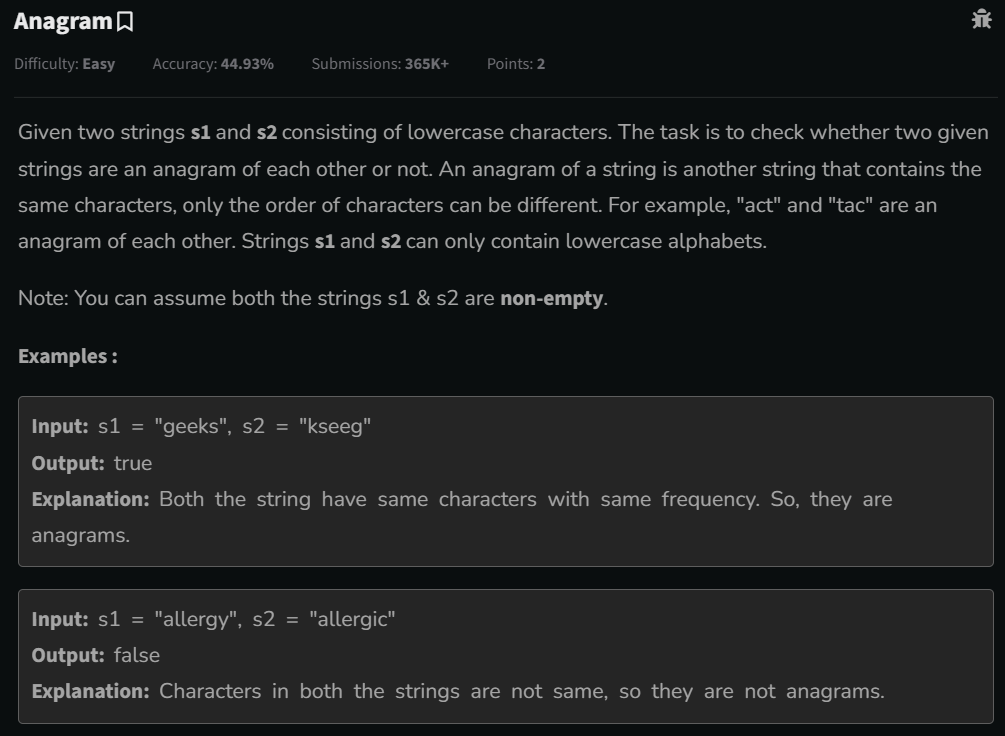 Anagram
Difficulty: Easy Accuracy: 44.93% Submissions: 365K+ Points: 2
Given two strings s1 and s2 consisting of lowercase characters. The task is to check whether two given
strings are an anagram of each other or not. An anagram of a string is another string that contains the
same characters, only the order of characters can be different. For example, "act" and "tac" are an
anagram of each other. Strings s1 and s2 can only contain lowercase alphabets.
Note: You can assume both the strings s1 & s2 are non-empty.
Examples :
Input: s1 = "geeks", s2 = "kseeg"
Output: true
Explanation: Both the string have same characters with same frequency. So, they are
anagrams.
Input: s1 = "allergy", s2 = "allergic"
Output: false
Explanation: Characters in both the strings are not same, so they are not anagrams.